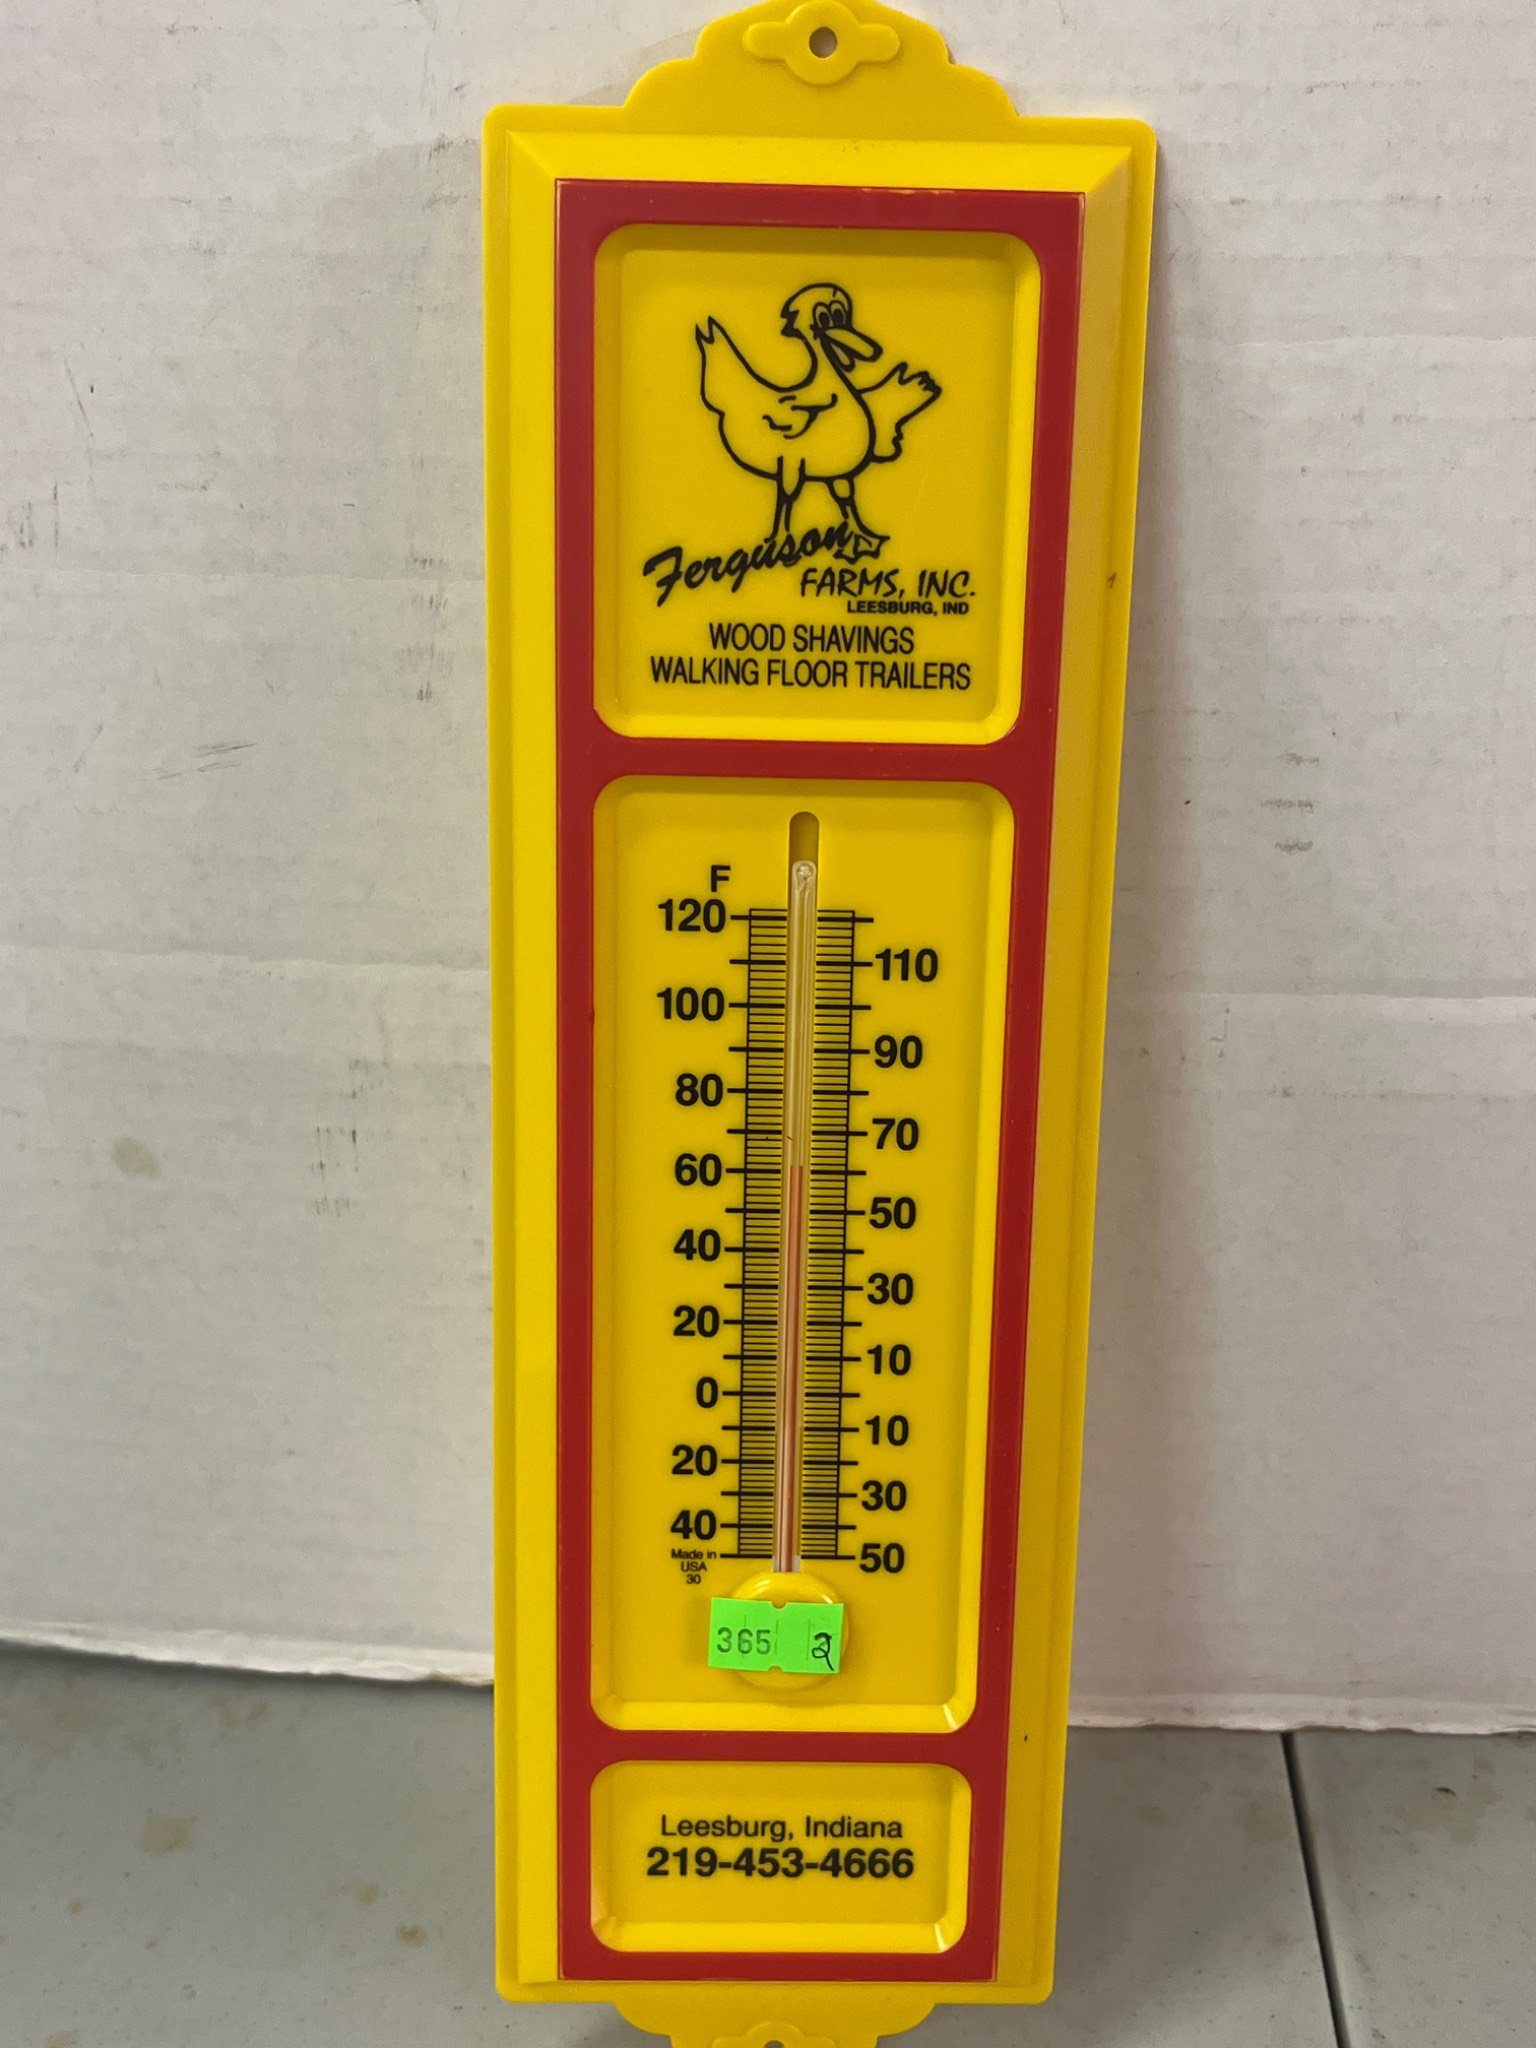 Ferguson
FARMS, INC.
LEESBURG, IND
WOOD SHAVINGS
WALKING FLOOR TRAILERS
F
120
110
100
90
80
70
60
50
40
30
20
10
0
10
20
30
40
50
Made in
USA
30
365 2
Leesburg, Indiana
219-453-4666